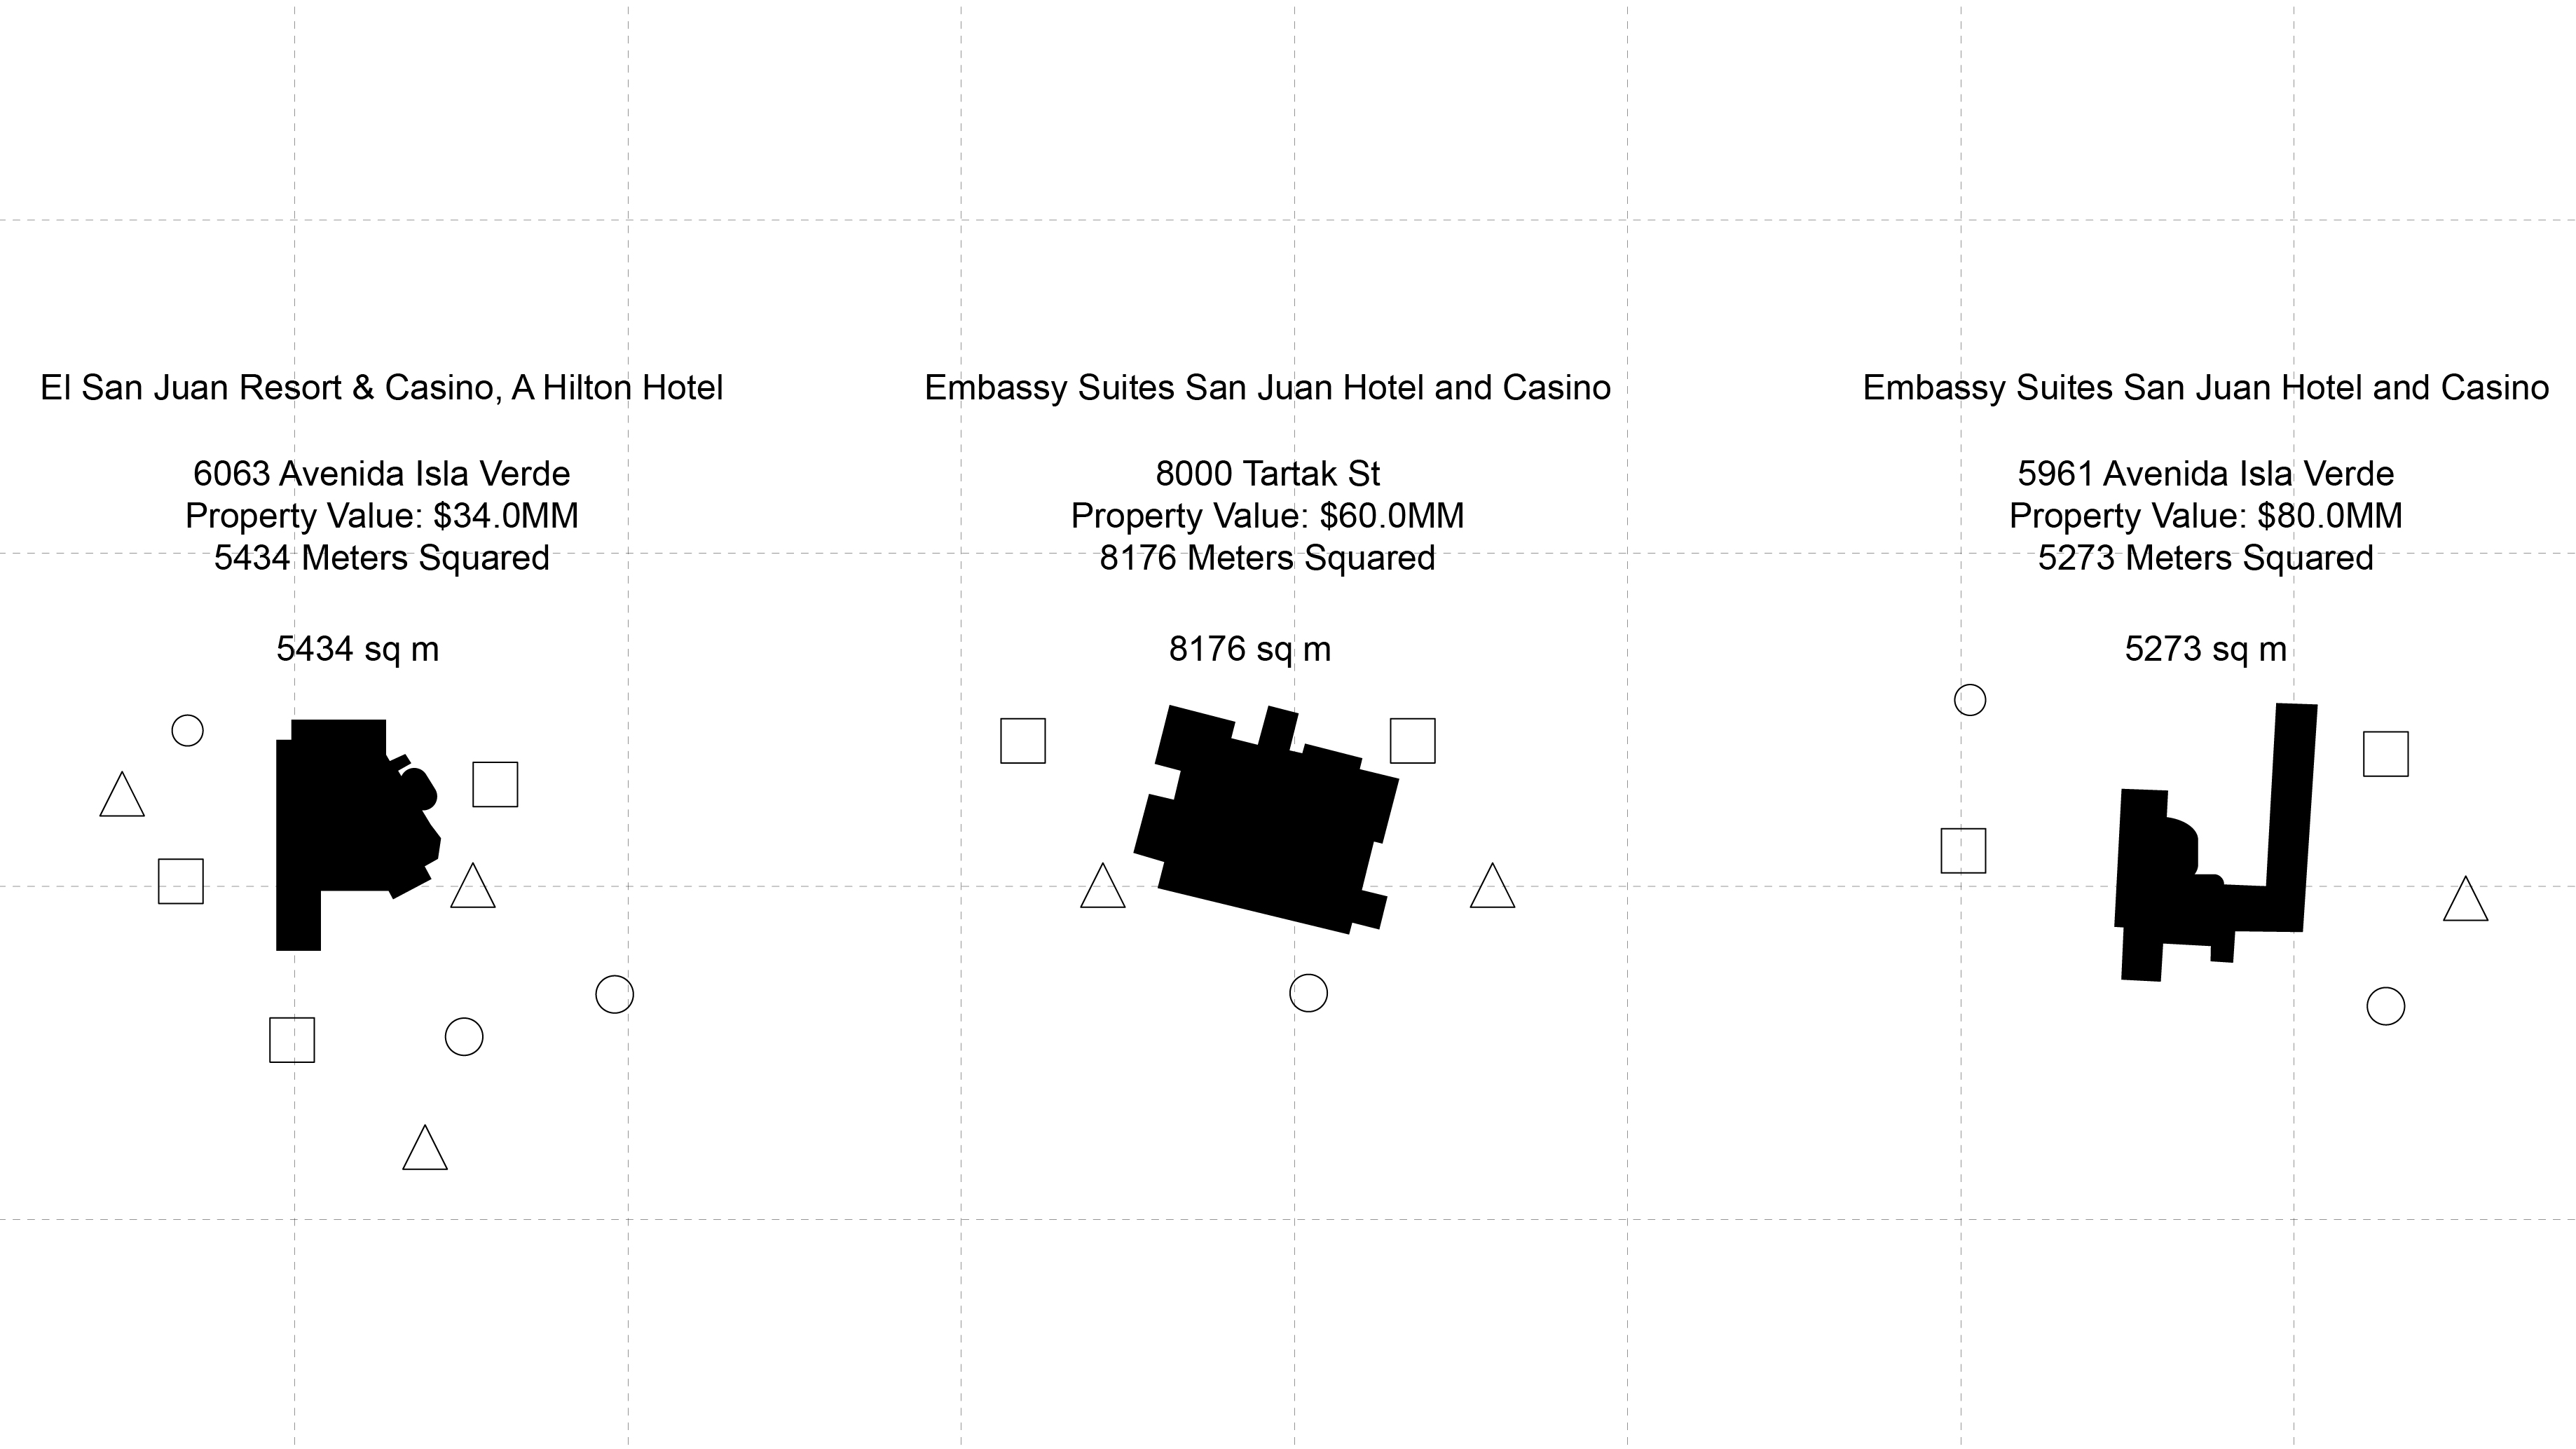 El San Juan Resort & Casino, A Hilton Hotel
6063 Avenida Isla Verde
Property Value: $34.0MM
5434 Meters Squared
5434 sq m
Embassy Suites San Juan Hotel and Casino
8000 Tartak St
Property Value: $60.0MM
8176 Meters Squared
8176 sq m
Embassy Suites San Juan Hotel and Casino
5961 Avenida Isla Verde
Property Value: $80.0MM
5273 Meters Squared
5273 sq m